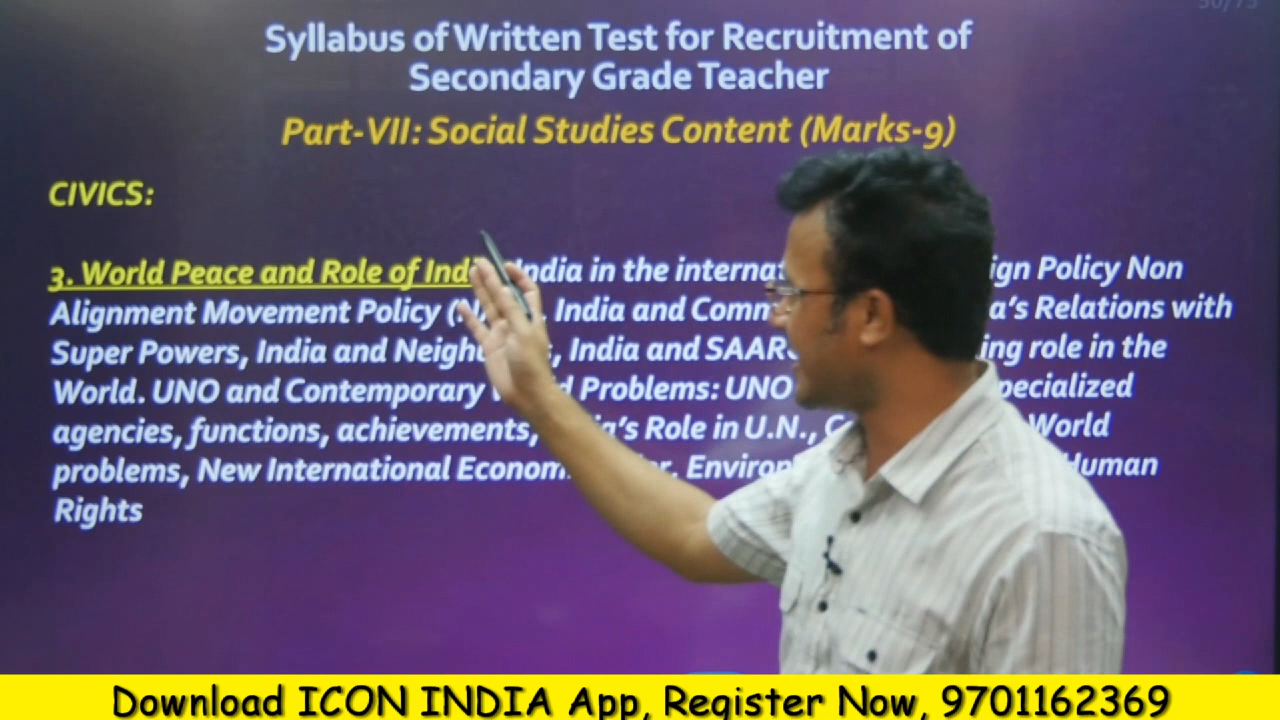 50/75
Syllabus of Written Test for Recruitment of
Secondary Grade Teacher
Part-VII: Social Studies Content (Marks-9)
CIVICS:
3. World Peace and Role of Indi India in the interna ign Policy Non
Alignment Movement Policy ( India and Comm a's Relations with
Super Powers, India and Neigh , India and SAAR ing role in the
World. UNO and Contemporary d Problems: UNO pecialized
agencies, functions, achievements, 's Role in U.N., C World
problems, New International Econom , Environ Human
Rights
Download ICON INDIA App, Register Now, 9701162369